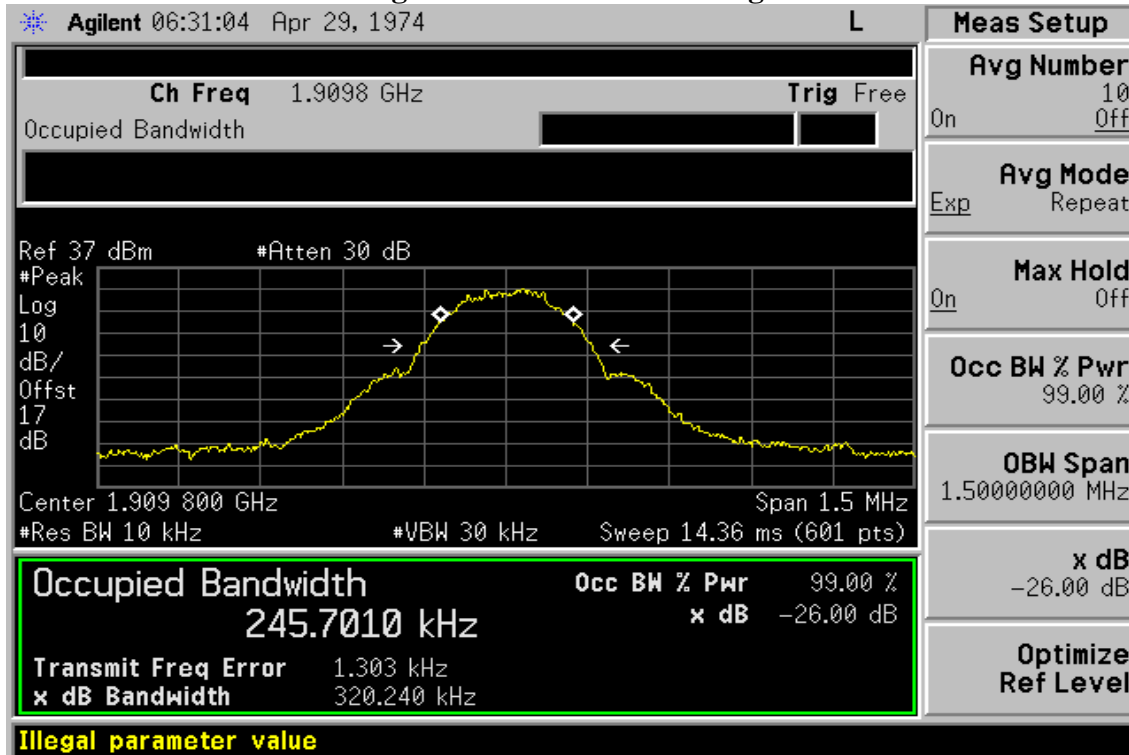 Agilent 06:31:04 Apr 29, 1974 L
Meas Setup
Ch Freq 1.9098 GHz Trig Free
Occupied Bandwidth
Avg Number
10
On Off
Avg Mode
Exp Repeat
Max Hold
On Off
Occ BW % Pwr
99.00 %
OBW Span
1.50000000 MHz
x dB
-26.00 dB
Optimize
Ref Level
Ref 37 dBm #Atten 30 dB
#Peak
Log
10
dB/
Offst
17
dB
Center 1.909 800 GHz Span 1.5 MHz
#Res BW 10 kHz #VBW 30 kHz Sweep 14.36 ms (601 pts)
Occupied Bandwidth Occ BW % Pwr 99.00 %
245.7010 kHz x dB -26.00 dB
Transmit Freq Error 1.303 kHz
x dB Bandwidth 320.240 kHz
Illegal parameter value